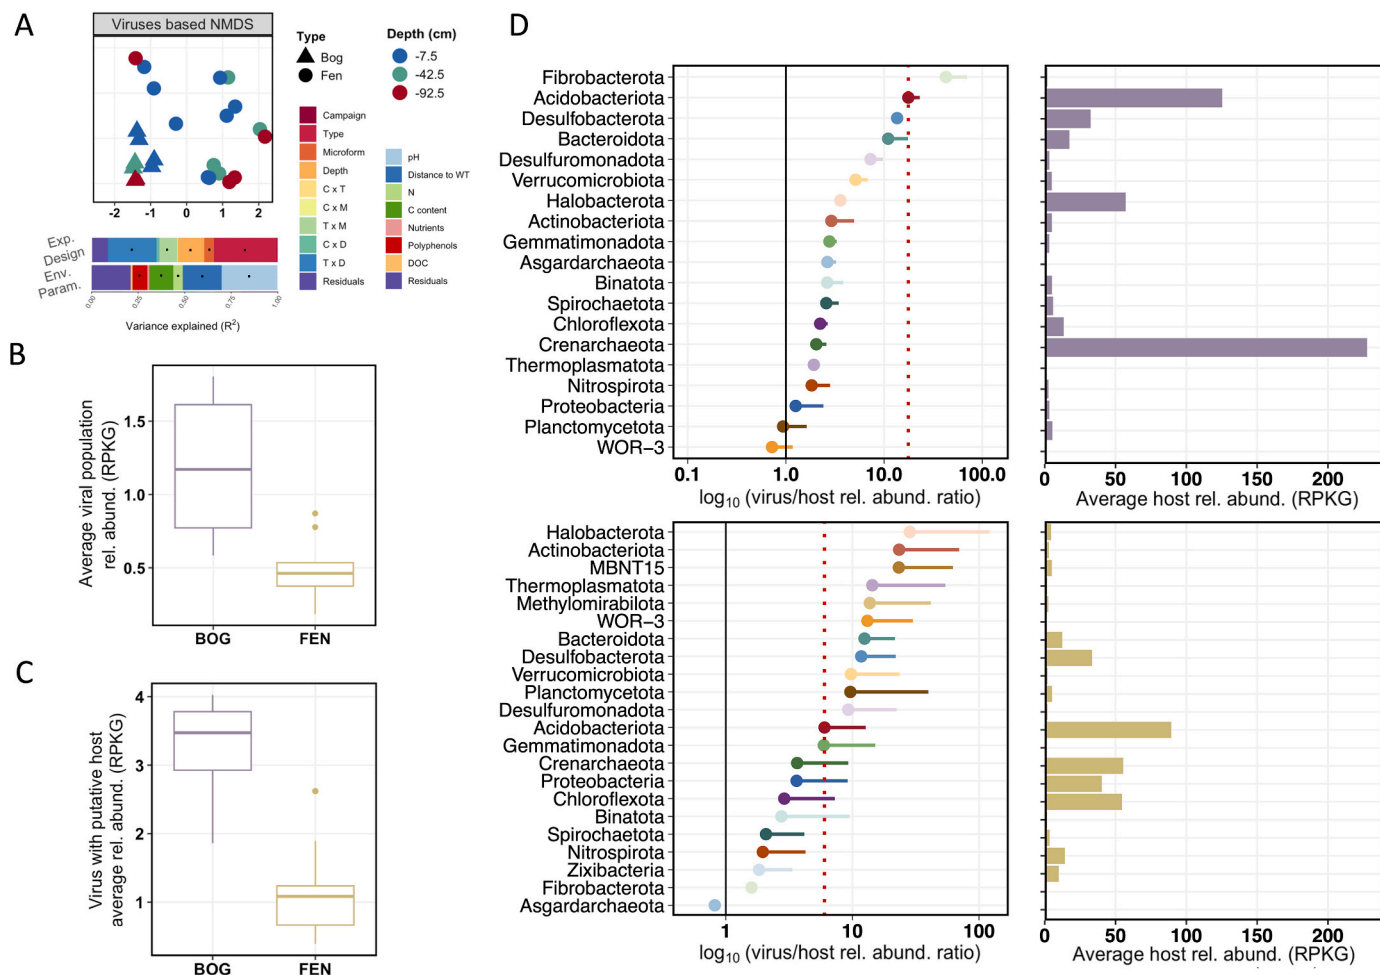 A
Viruses based NMDS
-2 -1 0 1 2
Type
Bog
Fen
Depth (cm)
-7.5
-42.5
-92.5
Campaign
Type
Microform
Depth
C x T
C x M
T x M
C x D
T x D
Residuals
pH
Distance to WT
N
C content
Nutrients
Polyphenols
DOC
Residuals
Exp.
Design
Env.
Param.
0.00 0.25 0.50 0.75 1.00
Variance explained (R²)
B
Average viral population
rel. abund. (RPKG)
1.5
1.0
0.5
BOG FEN
C
Virus with putative host
average rel. abund. (RPKG)
4
3
2
1
BOG FEN
D
Fibrobacterota
Acidobacteriota
Desulfobacterota
Bacteroidota
Desulfuromonadota
Verrucomicrobiota
Halobacterota
Actinobacteriota
Gemmatimonadota
Asgardarchaeota
Binatota
Spirochaetota
Chloroflexota
Crenarchaeota
Thermoplasmatota
Nitrospirota
Proteobacteria
Planctomycetota
WOR−3
0.1 1.0 10.0 100.0
log₁₀ (virus/host rel. abund. ratio)
0 50 100 150 200
Average host rel. abund. (RPKG)
Halobacterota
Actinobacteriota
MBNT15
Thermoplasmatota
Methylomirabilota
WOR−3
Bacteroidota
Desulfobacterota
Verrucomicrobiota
Planctomycetota
Desulfuromonadota
Acidobacteriota
Gemmatimonadota
Crenarchaeota
Proteobacteria
Chloroflexota
Binatota
Spirochaetota
Nitrospirota
Zixibacteria
Fibrobacterota
Asgardarchaeota
1 10 100
log₁₀ (virus/host rel. abund. ratio)
0 50 100 150 200
Average host rel. abund. (RPKG)